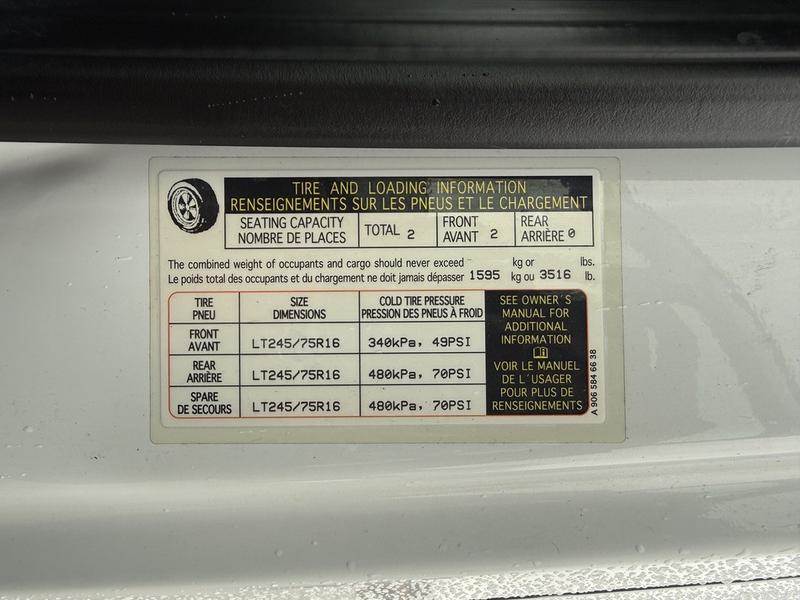 TIRE AND LOADING INFORMATION
RENSEIGNEMENTS SUR LES PNEUS ET LE CHARGEMENT
SEATING CAPACITY
NOMBRE DE PLACES
TOTAL 2
FRONT
AVANT 2
REAR
ARRIÈRE 0
The combined weight of occupants and cargo should never exceed kg or lbs.
Le poids total des occupants et du chargement ne doit jamais dépasser 1595 kg ou 3516 lb.
TIRE
PNEU
SIZE
DIMENSIONS
COLD TIRE PRESSURE
PRESSION DES PNEUS À FROID
FRONT
AVANT
LT245/75R16
340kPa, 49PSI
REAR
ARRIÈRE
LT245/75R16
480kPa, 70PSI
SPARE
DE SECOURS
LT245/75R16
480kPa, 70PSI
SEE OWNER´S
MANUAL FOR
ADDITIONAL
INFORMATION
VOIR LE MANUEL
DE L´USAGER
POUR PLUS DE
RENSEIGNEMENTS
A 906 584 66 38